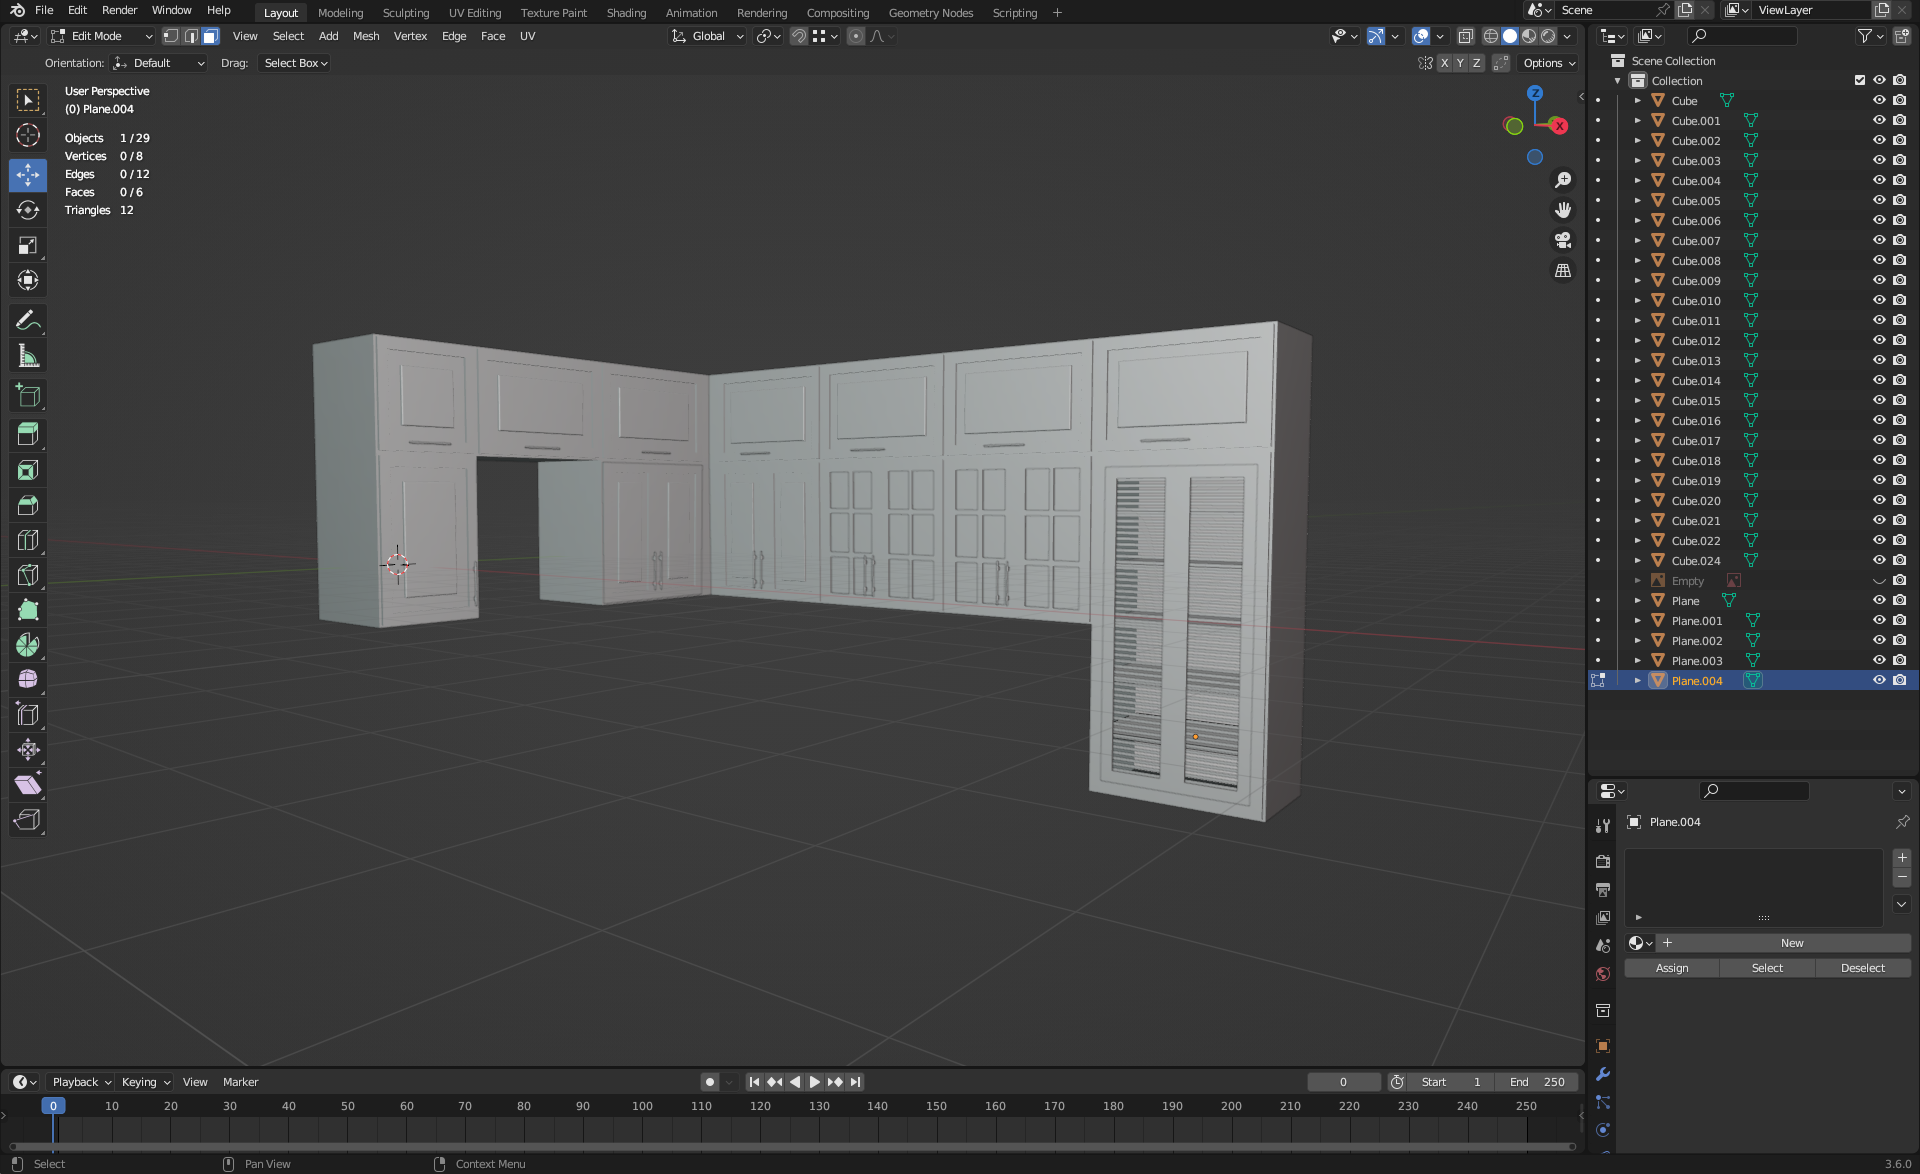 File Edit Render Window Help Layout Modeling Sculpting UV Editing Texture Paint Shading Animation Rendering Compositing Geometry Nodes Scripting + Scene ViewLayer
Edit Mode View Select Add Mesh Vertex Edge Face UV Global
Orientation: Default Drag: Select Box X Y Z Options
User Perspective
(0) Plane.004
Objects 1 / 29
Vertices 0 / 8
Edges 0 / 12
Faces 0 / 6
Triangles 12
Z
X
Scene Collection
Collection
Cube
Cube.001
Cube.002
Cube.003
Cube.004
Cube.005
Cube.006
Cube.007
Cube.008
Cube.009
Cube.010
Cube.011
Cube.012
Cube.013
Cube.014
Cube.015
Cube.016
Cube.017
Cube.018
Cube.019
Cube.020
Cube.021
Cube.022
Cube.024
Empty
Plane
Plane.001
Plane.002
Plane.003
Plane.004
Plane.004
+ New
Assign Select Deselect
Playback Keying View Marker 0 Start 1 End 250
0 10 20 30 40 50 60 70 80 90 100 110 120 130 140 150 160 170 180 190 200 210 220 230 240 250
Select Pan View Context Menu 3.6.0